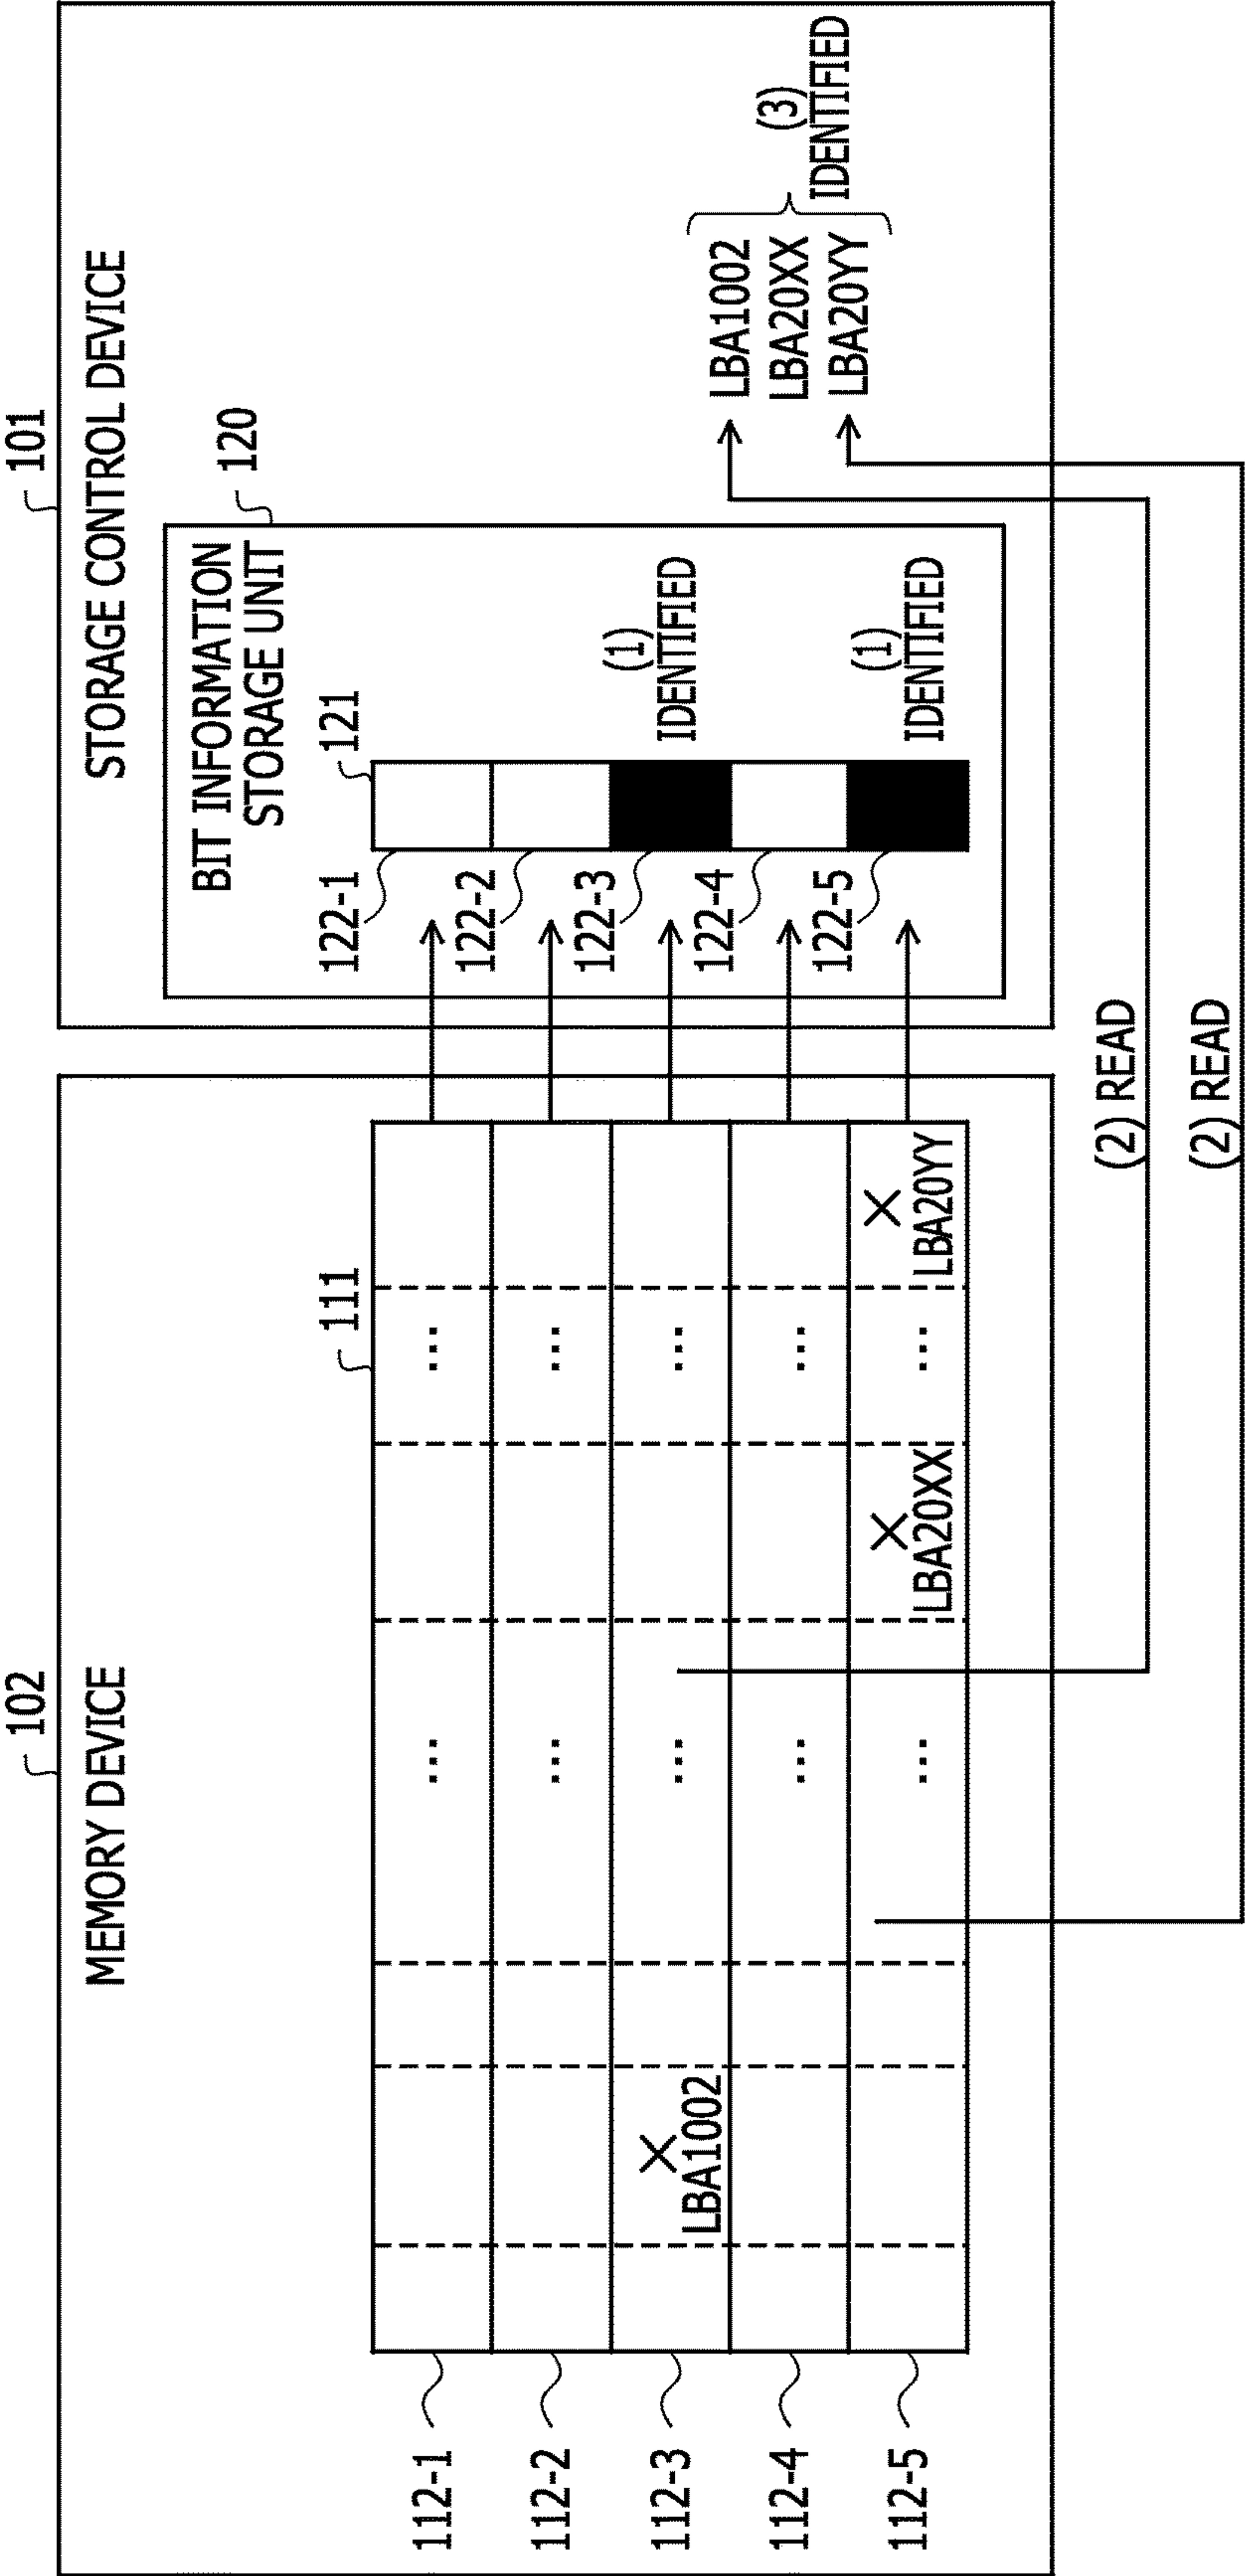 102
MEMORY DEVICE
111
112-1
...
...
112-2
...
...
112-3
LBA1002
...
...
112-4
...
...
112-5
...
LBA20XX
...
LBA20YY
101
STORAGE CONTROL DEVICE
120
BIT INFORMATION
STORAGE UNIT
121
122-1
122-2
122-3
(1)
IDENTIFIED
122-4
122-5
(1)
IDENTIFIED
LBA1002
LBA20XX
LBA20YY
(3)
IDENTIFIED
(2) READ
(2) READ